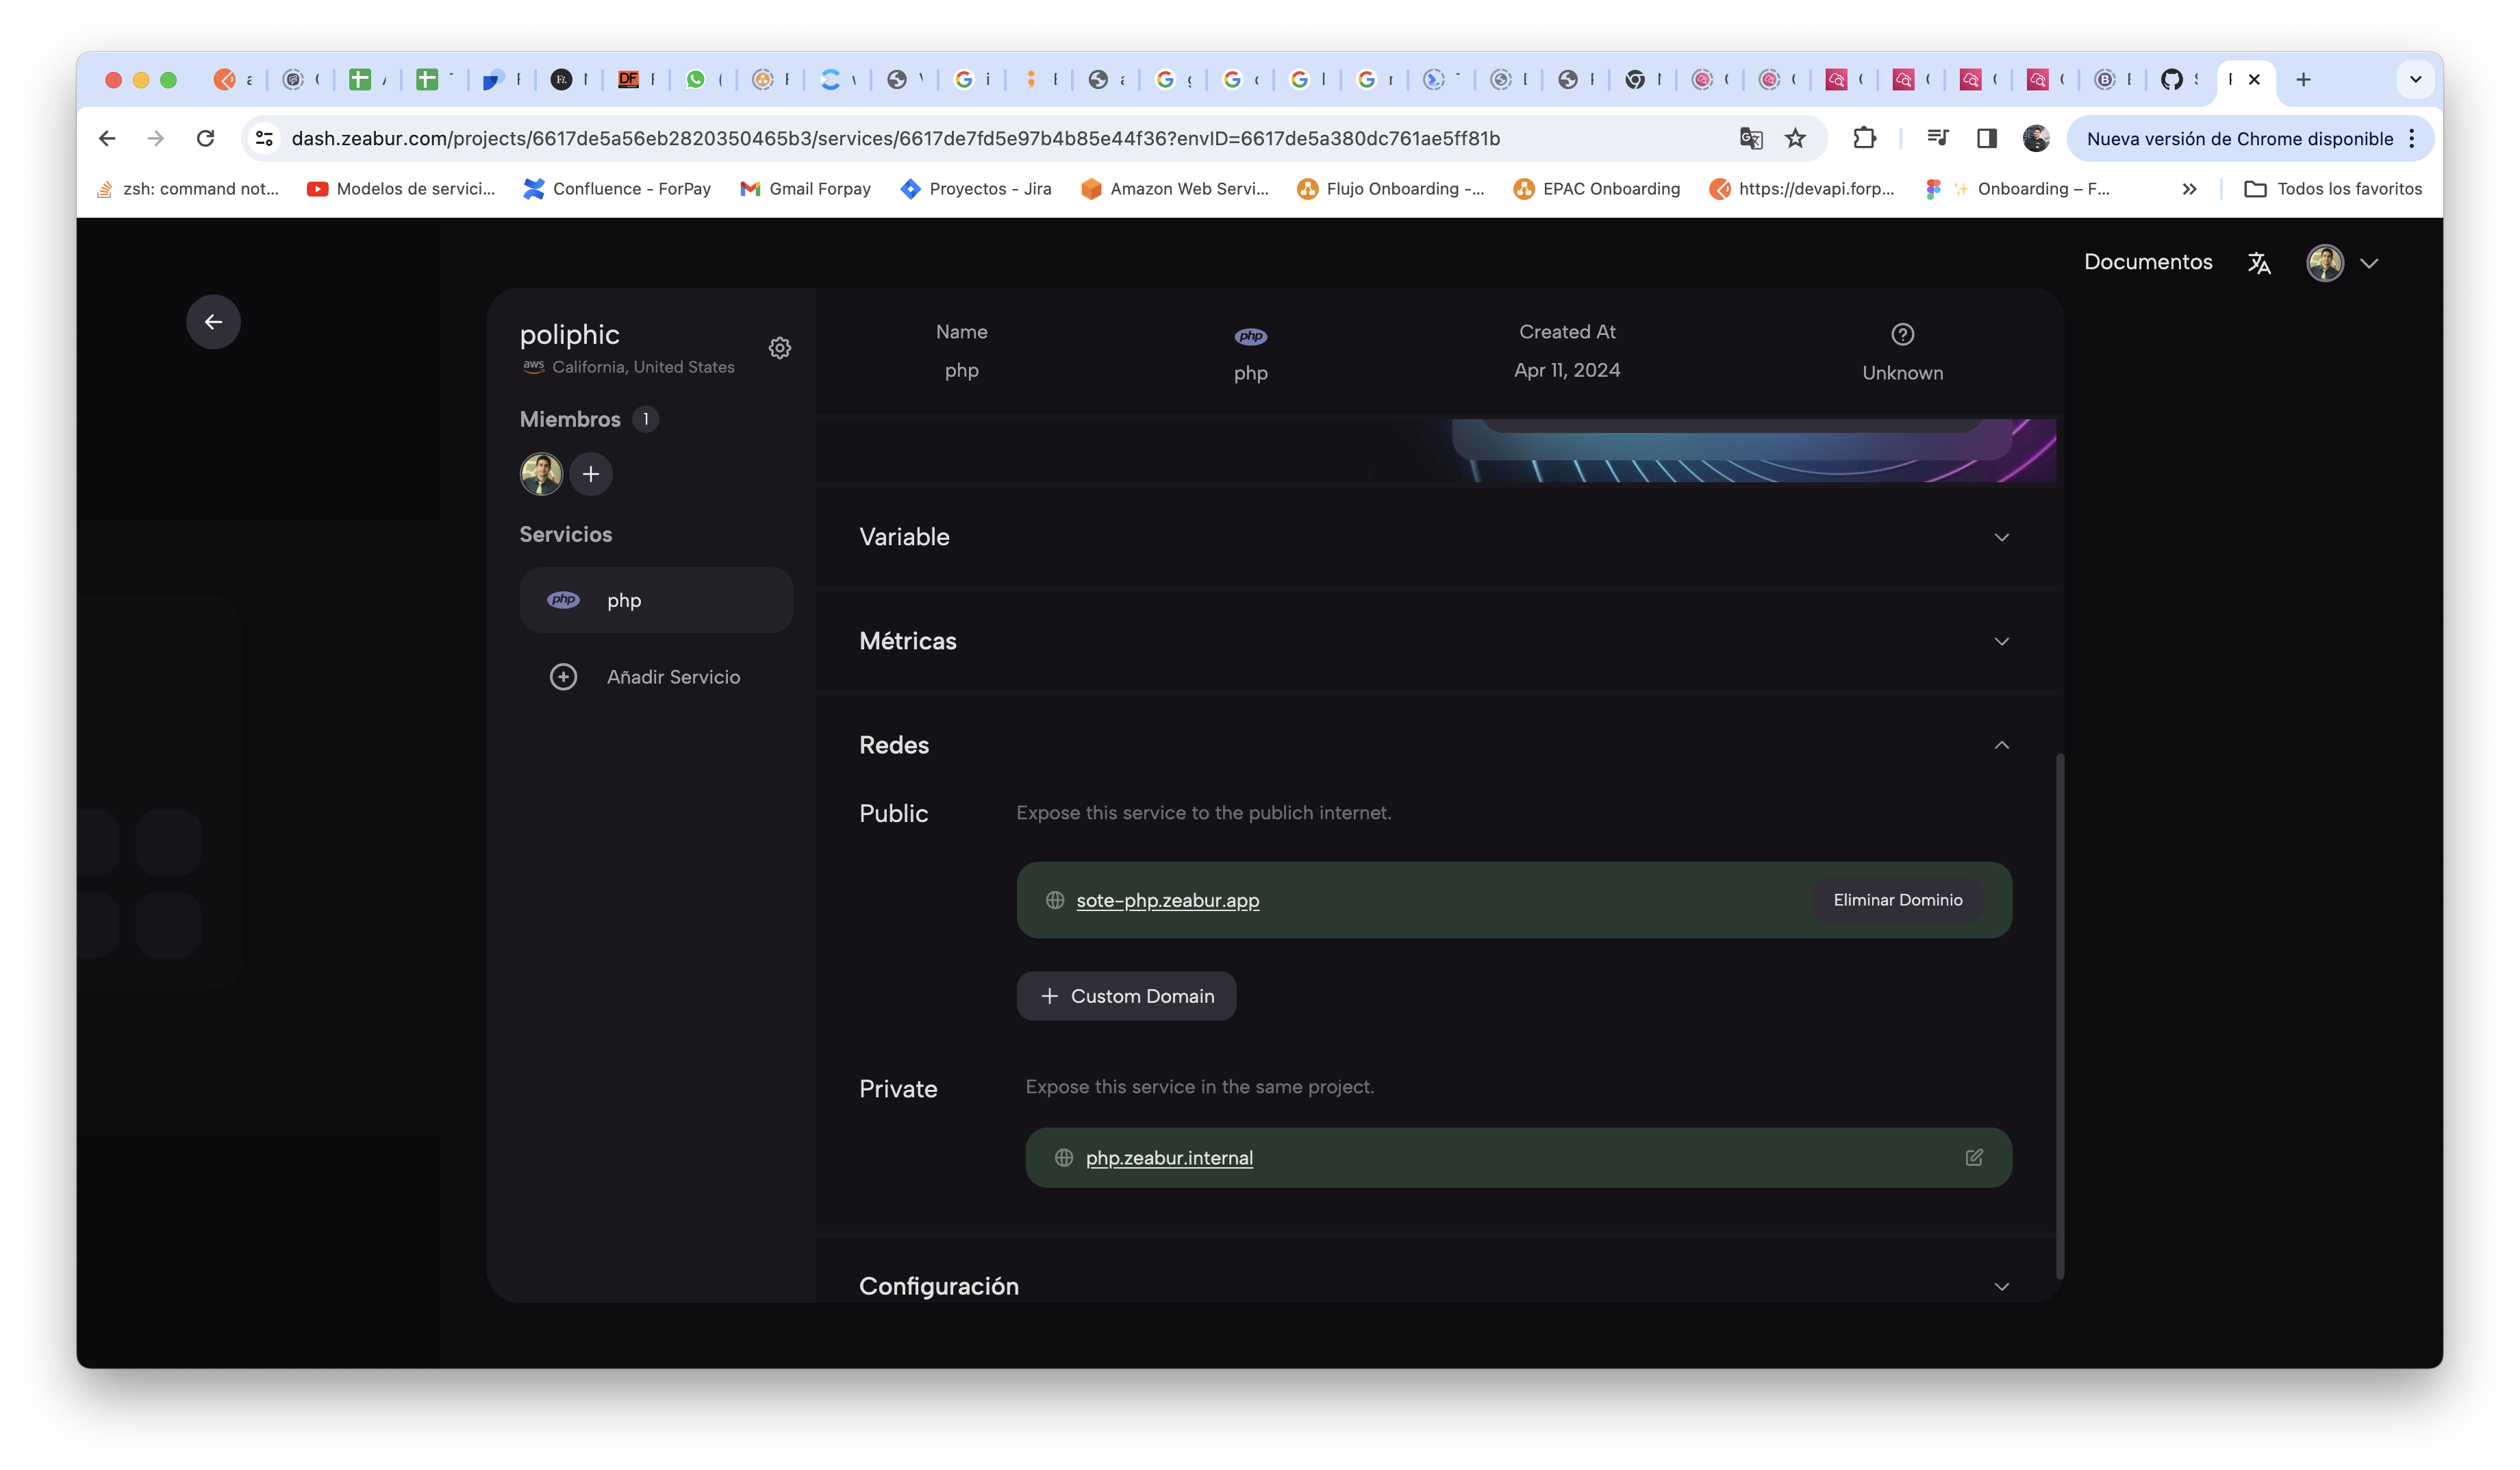 dash.zeabur.com/projects/6617de5a56eb2820350465b3/services/6617de7fd5e97b4b85e44f36?envID=6617de5a380dc761ae5ff81b
Nueva versión de Chrome disponible
zsh: command not...
Modelos de servici...
Confluence - ForPay
Gmail Forpay
Proyectos - Jira
Amazon Web Servi...
Flujo Onboarding -...
EPAC Onboarding
https://devapi.forp...
✨ Onboarding – F...
Todos los favoritos
Documentos
poliphic
aws California, United States
Miembros 1
Servicios
php php
Añadir Servicio
Name
php
php
php
Created At
Apr 11, 2024
Unknown
Variable
Métricas
Redes
Public
Expose this service to the publich internet.
sote-php.zeabur.app
Eliminar Dominio
Custom Domain
Private
Expose this service in the same project.
php.zeabur.internal
Configuración